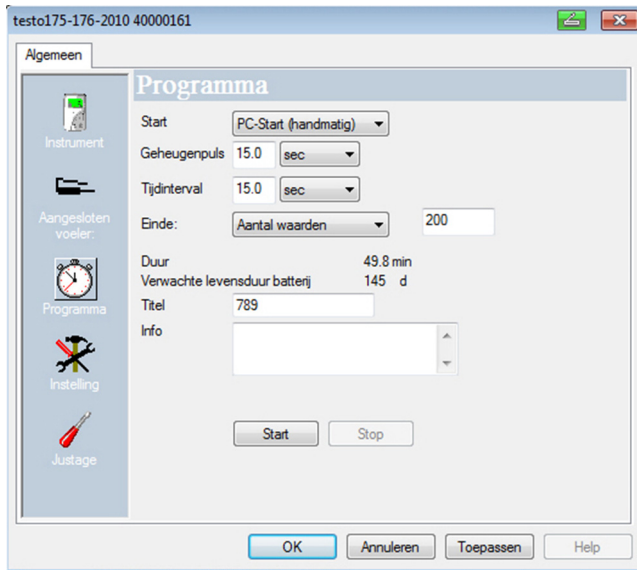 testo175-176-2010 40000161
Algemeen
Instrument
Aangesloten
voeler:
Programma
Instelling
Justage
Programma
Start PC-Start (handmatig)
Geheugenpuls 15.0 sec
Tijdinterval 15.0 sec
Einde: Aantal waarden 200
Duur 49.8 min
Verwachte levensduur batterij 145 d
Titel 789
Info
Start Stop
OK Annuleren Toepassen Help